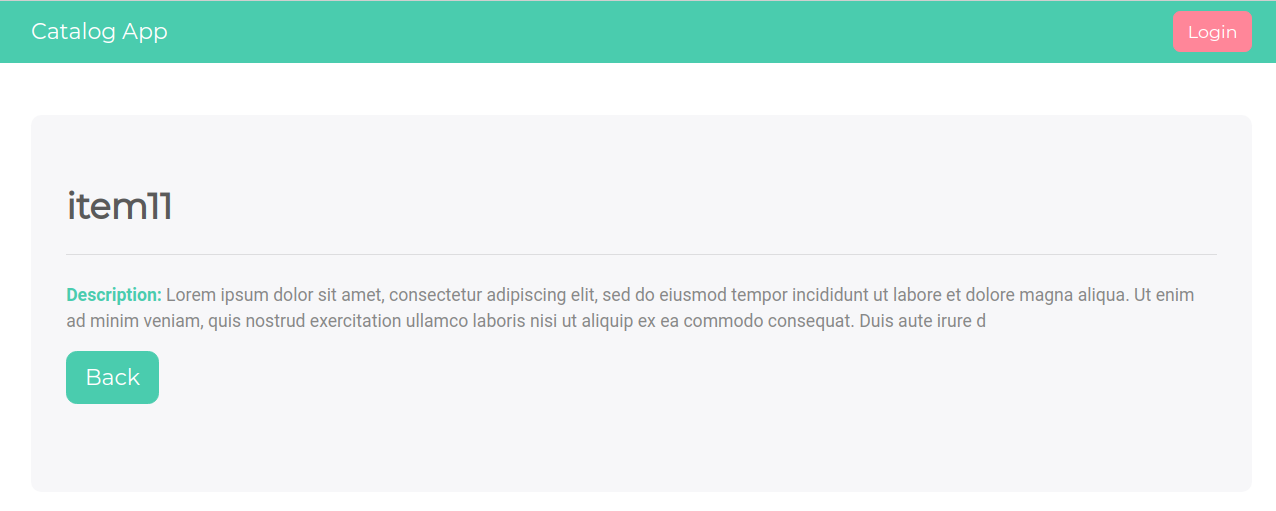 Catalog App
Login
item11
Description: Lorem ipsum dolor sit amet, consectetur adipiscing elit, sed do eiusmod tempor incididunt ut labore et dolore magna aliqua. Ut enim
ad minim veniam, quis nostrud exercitation ullamco laboris nisi ut aliquip ex ea commodo consequat. Duis aute irure d
Back